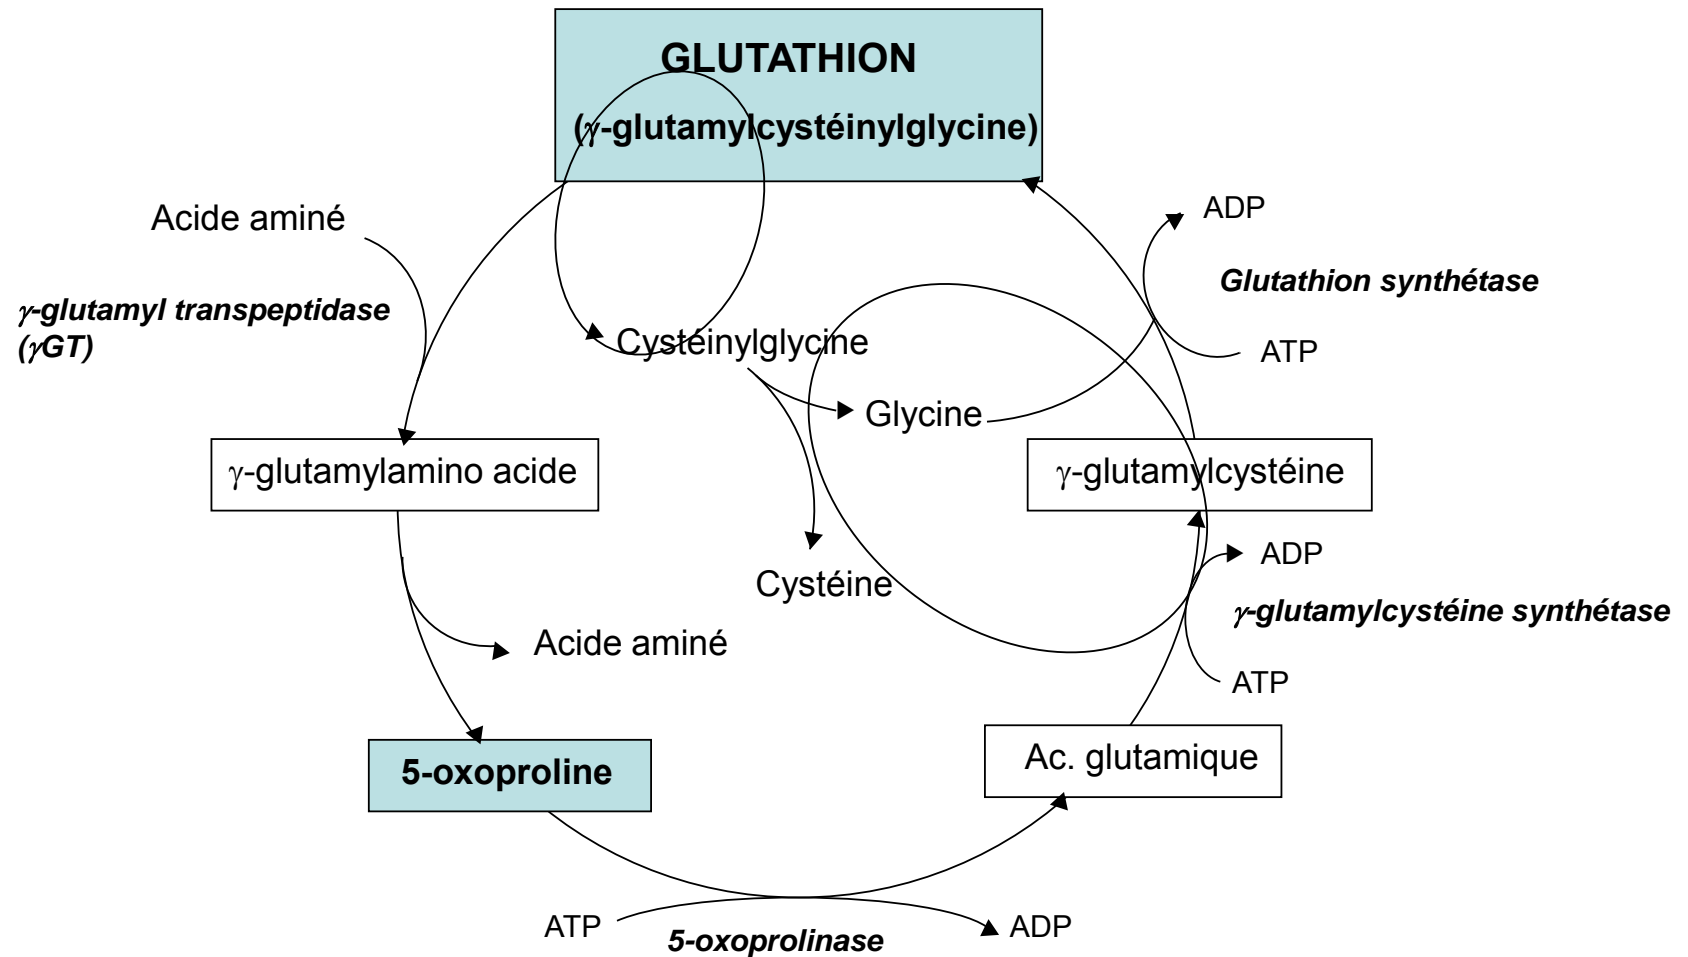 GLUTATHION
(γ-glutamylcystéinylglycine)
Acide aminé
ADP
Glutathion synthétase
γ-glutamyl transpeptidase
(γGT)
Cystéinylglycine
ATP
Glycine
γ-glutamylamino acide
γ-glutamylcystéine
ADP
Cystéine
γ-glutamylcystéine synthétase
Acide aminé
ATP
5-oxoproline
Ac. glutamique
ATP
ADP
5-oxoprolinase